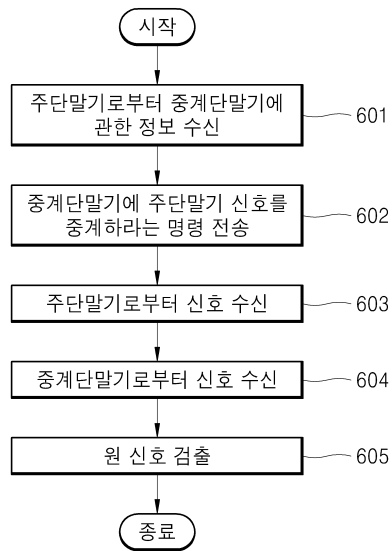 시작
주단말기로부터 중계단말기에
관한 정보 수신
601
중계단말기에 주단말기 신호를
중계하라는 명령 전송
602
주단말기로부터 신호 수신
603
중계단말기로부터 신호 수신
604
원 신호 검출
605
종료